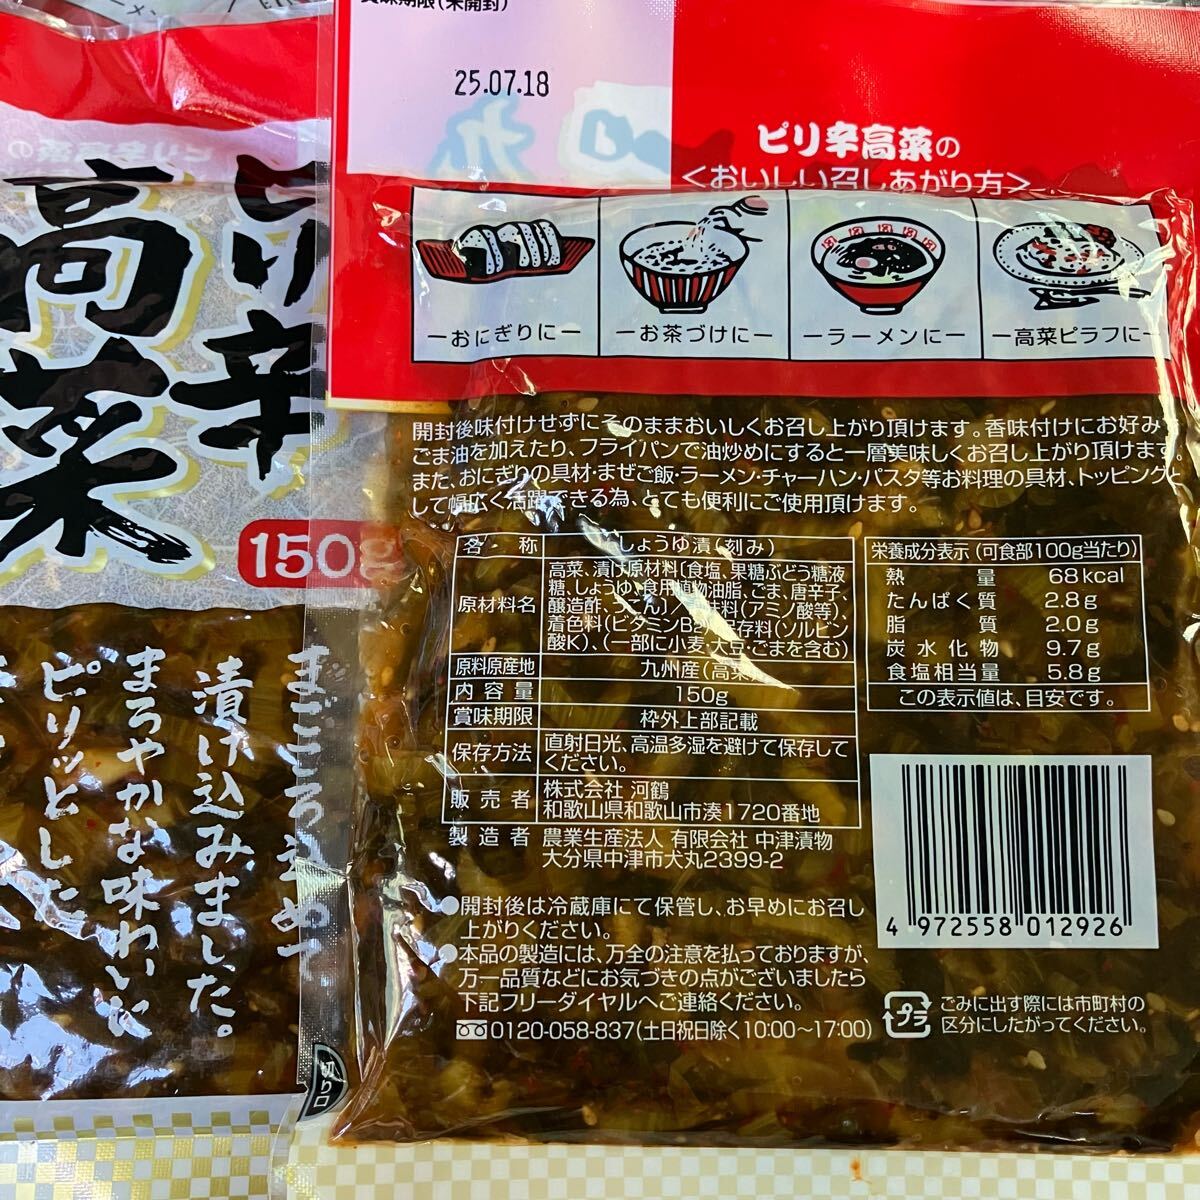 賞味期限(未開封)
25.07.18
ピリ辛高菜の
<おいしい召しあがり方>
おにぎりに
お茶づけに
ラーメンに
高菜ピラフに
開封後味付けせずにそのままおいしくお召し上がり頂けます。香味付けにお好み
ごま油を加えたり、フライパンで油炒めにすると一層美味しくお召し上がり頂けます。
また、おにぎりの具材・まぜご飯・ラーメン・チャーハン・パスタ等お料理の具材、トッピングと
して幅広く活躍できる為、とても便利にご使用頂けます。
名称 しょうゆ漬(刻み)
原材料名 高菜、漬け原材料〔食塩、果糖ぶどう糖液
糖、しょうゆ、食用植物油脂、ごま、唐辛子、
醸造酢、うこん〕/調味料(アミノ酸等)、
着色料(ビタミンB2)、保存料(ソルビン
酸K)、(一部に小麦・大豆・ごまを含む)
原料原産地 九州産(高菜)
内容量 150g
賞味期限 枠外上部記載
保存方法 直射日光、高温多湿を避けて保存して
ください。
販売者 株式会社 河鶴
和歌山県和歌山市湊1720番地
製造者 農業生産法人 有限会社 中津漬物
大分県中津市犬丸2399-2
栄養成分表示(可食部100g当たり)
熱量 68kcal
たんぱく質 2.8g
脂質 2.0g
炭水化物 9.7g
食塩相当量 5.8g
この表示値は、目安です。
4 972558 012926
●開封後は冷蔵庫にて保管し、お早めにお召し
上がりください。
●本品の製造には、万全の注意を払っておりますが、
万一品質などにお気づきの点がございましたら
下記フリーダイヤルへご連絡ください。
0120-058-837(土日祝日除く10:00〜17:00)
プラ
ごみに出す際には市町村の
区分にしたがってください。
切り口
辛
高菜
150g
まごころ込めて
漬け込みました。
まろやかな味わいに
ピリッとした